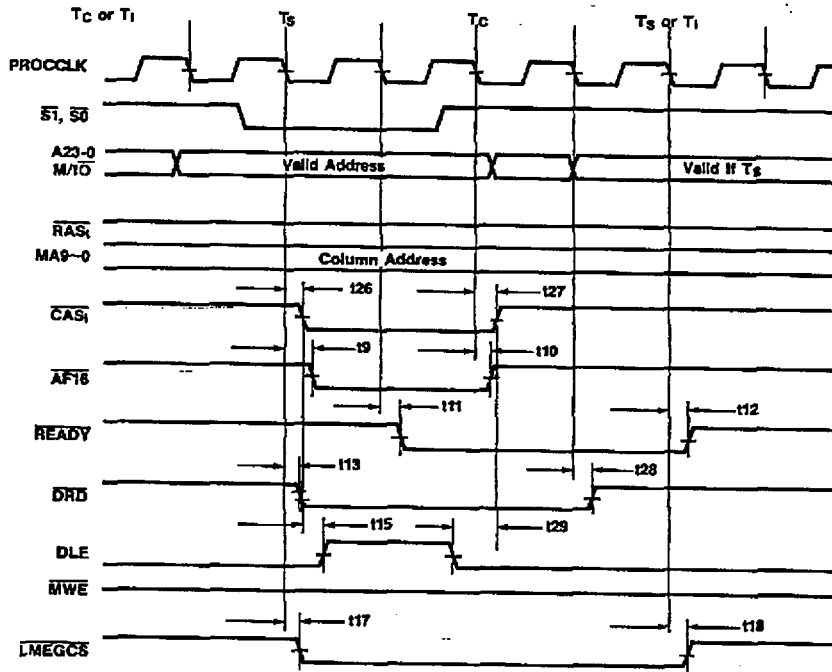 TC or TI TS TC TS or TI
PROCCLK
S1, S0
A23-0
M/IO
Valid Address
Valid if TS
RASi
MA9~0
Column Address
t26 t27
CASi
t9 t10
AF16
t11 t12
READY
t13 t28
DRD
t15 t29
DLE
MWE
t17 t18
LMEGCS